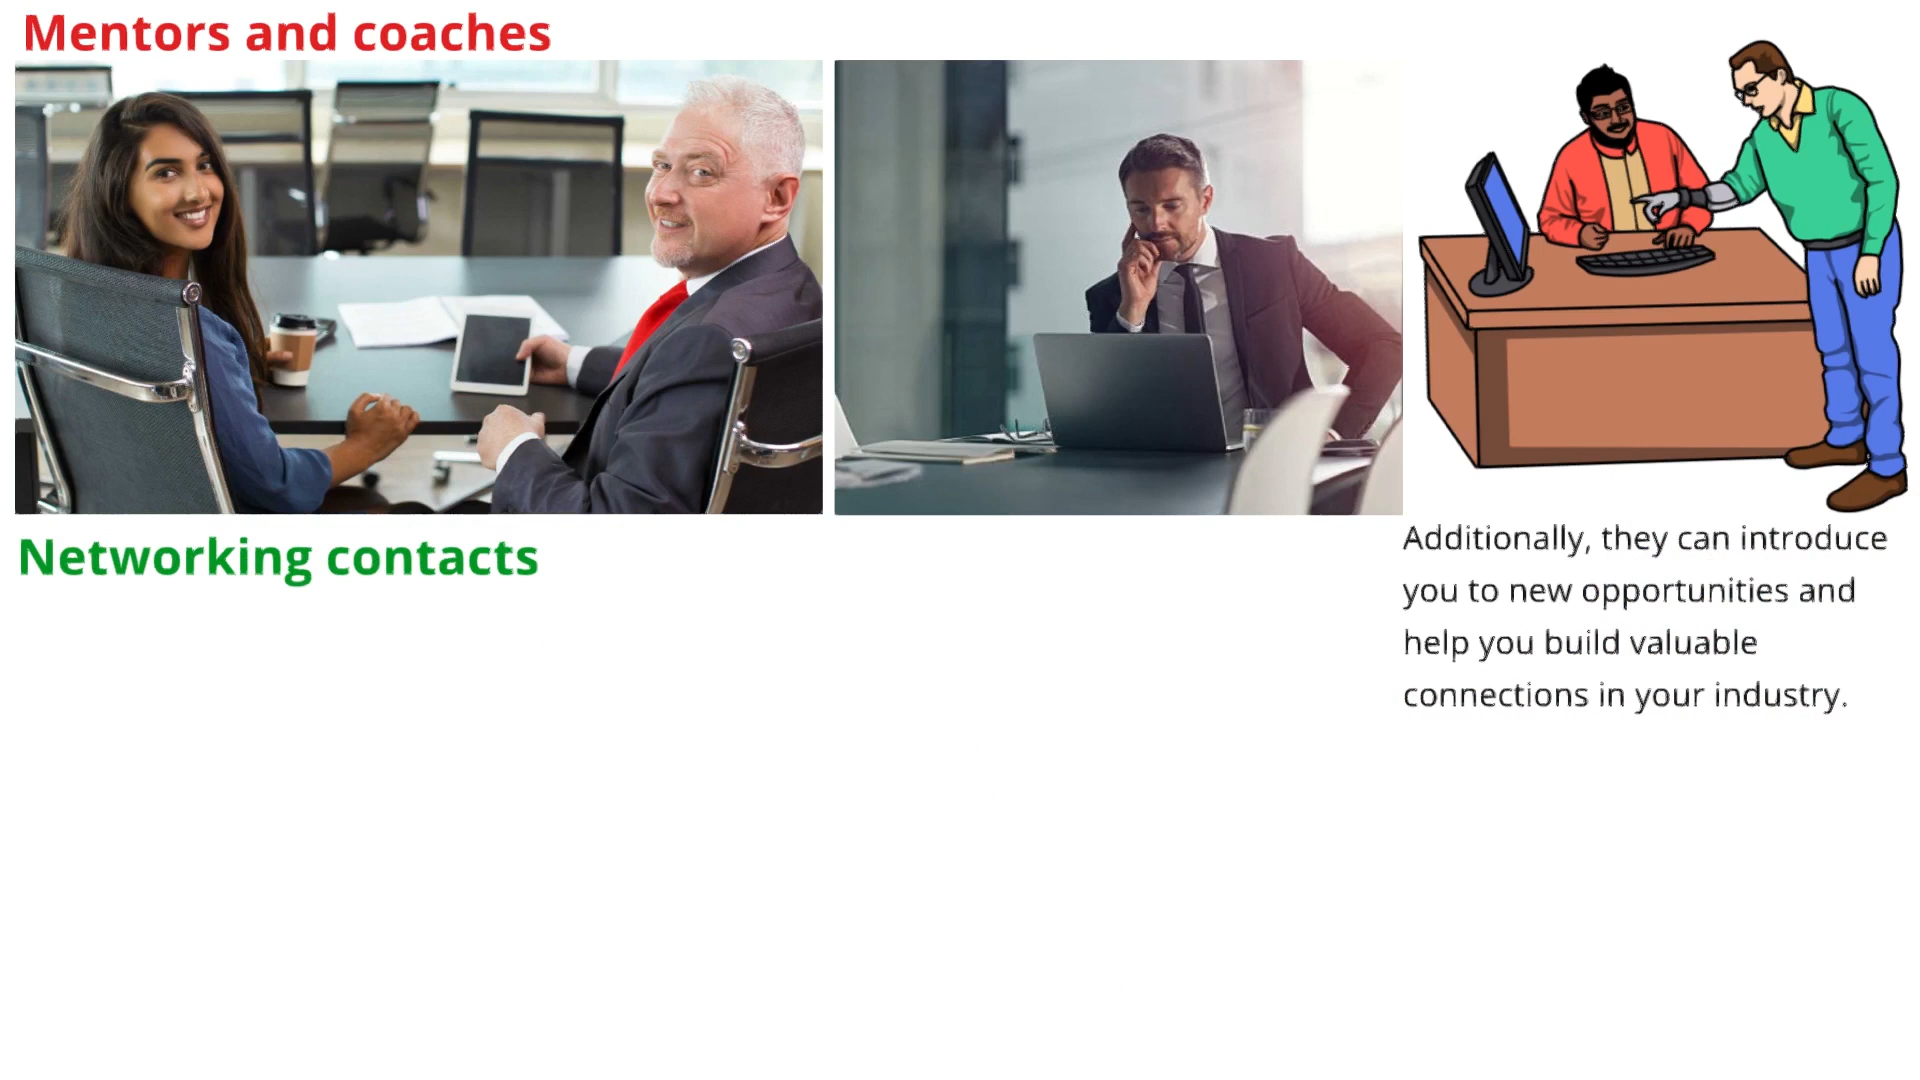 Mentors and coaches
Networking contacts
Additionally, they can introduce
you to new opportunities and
help you build valuable
connections in your industry.